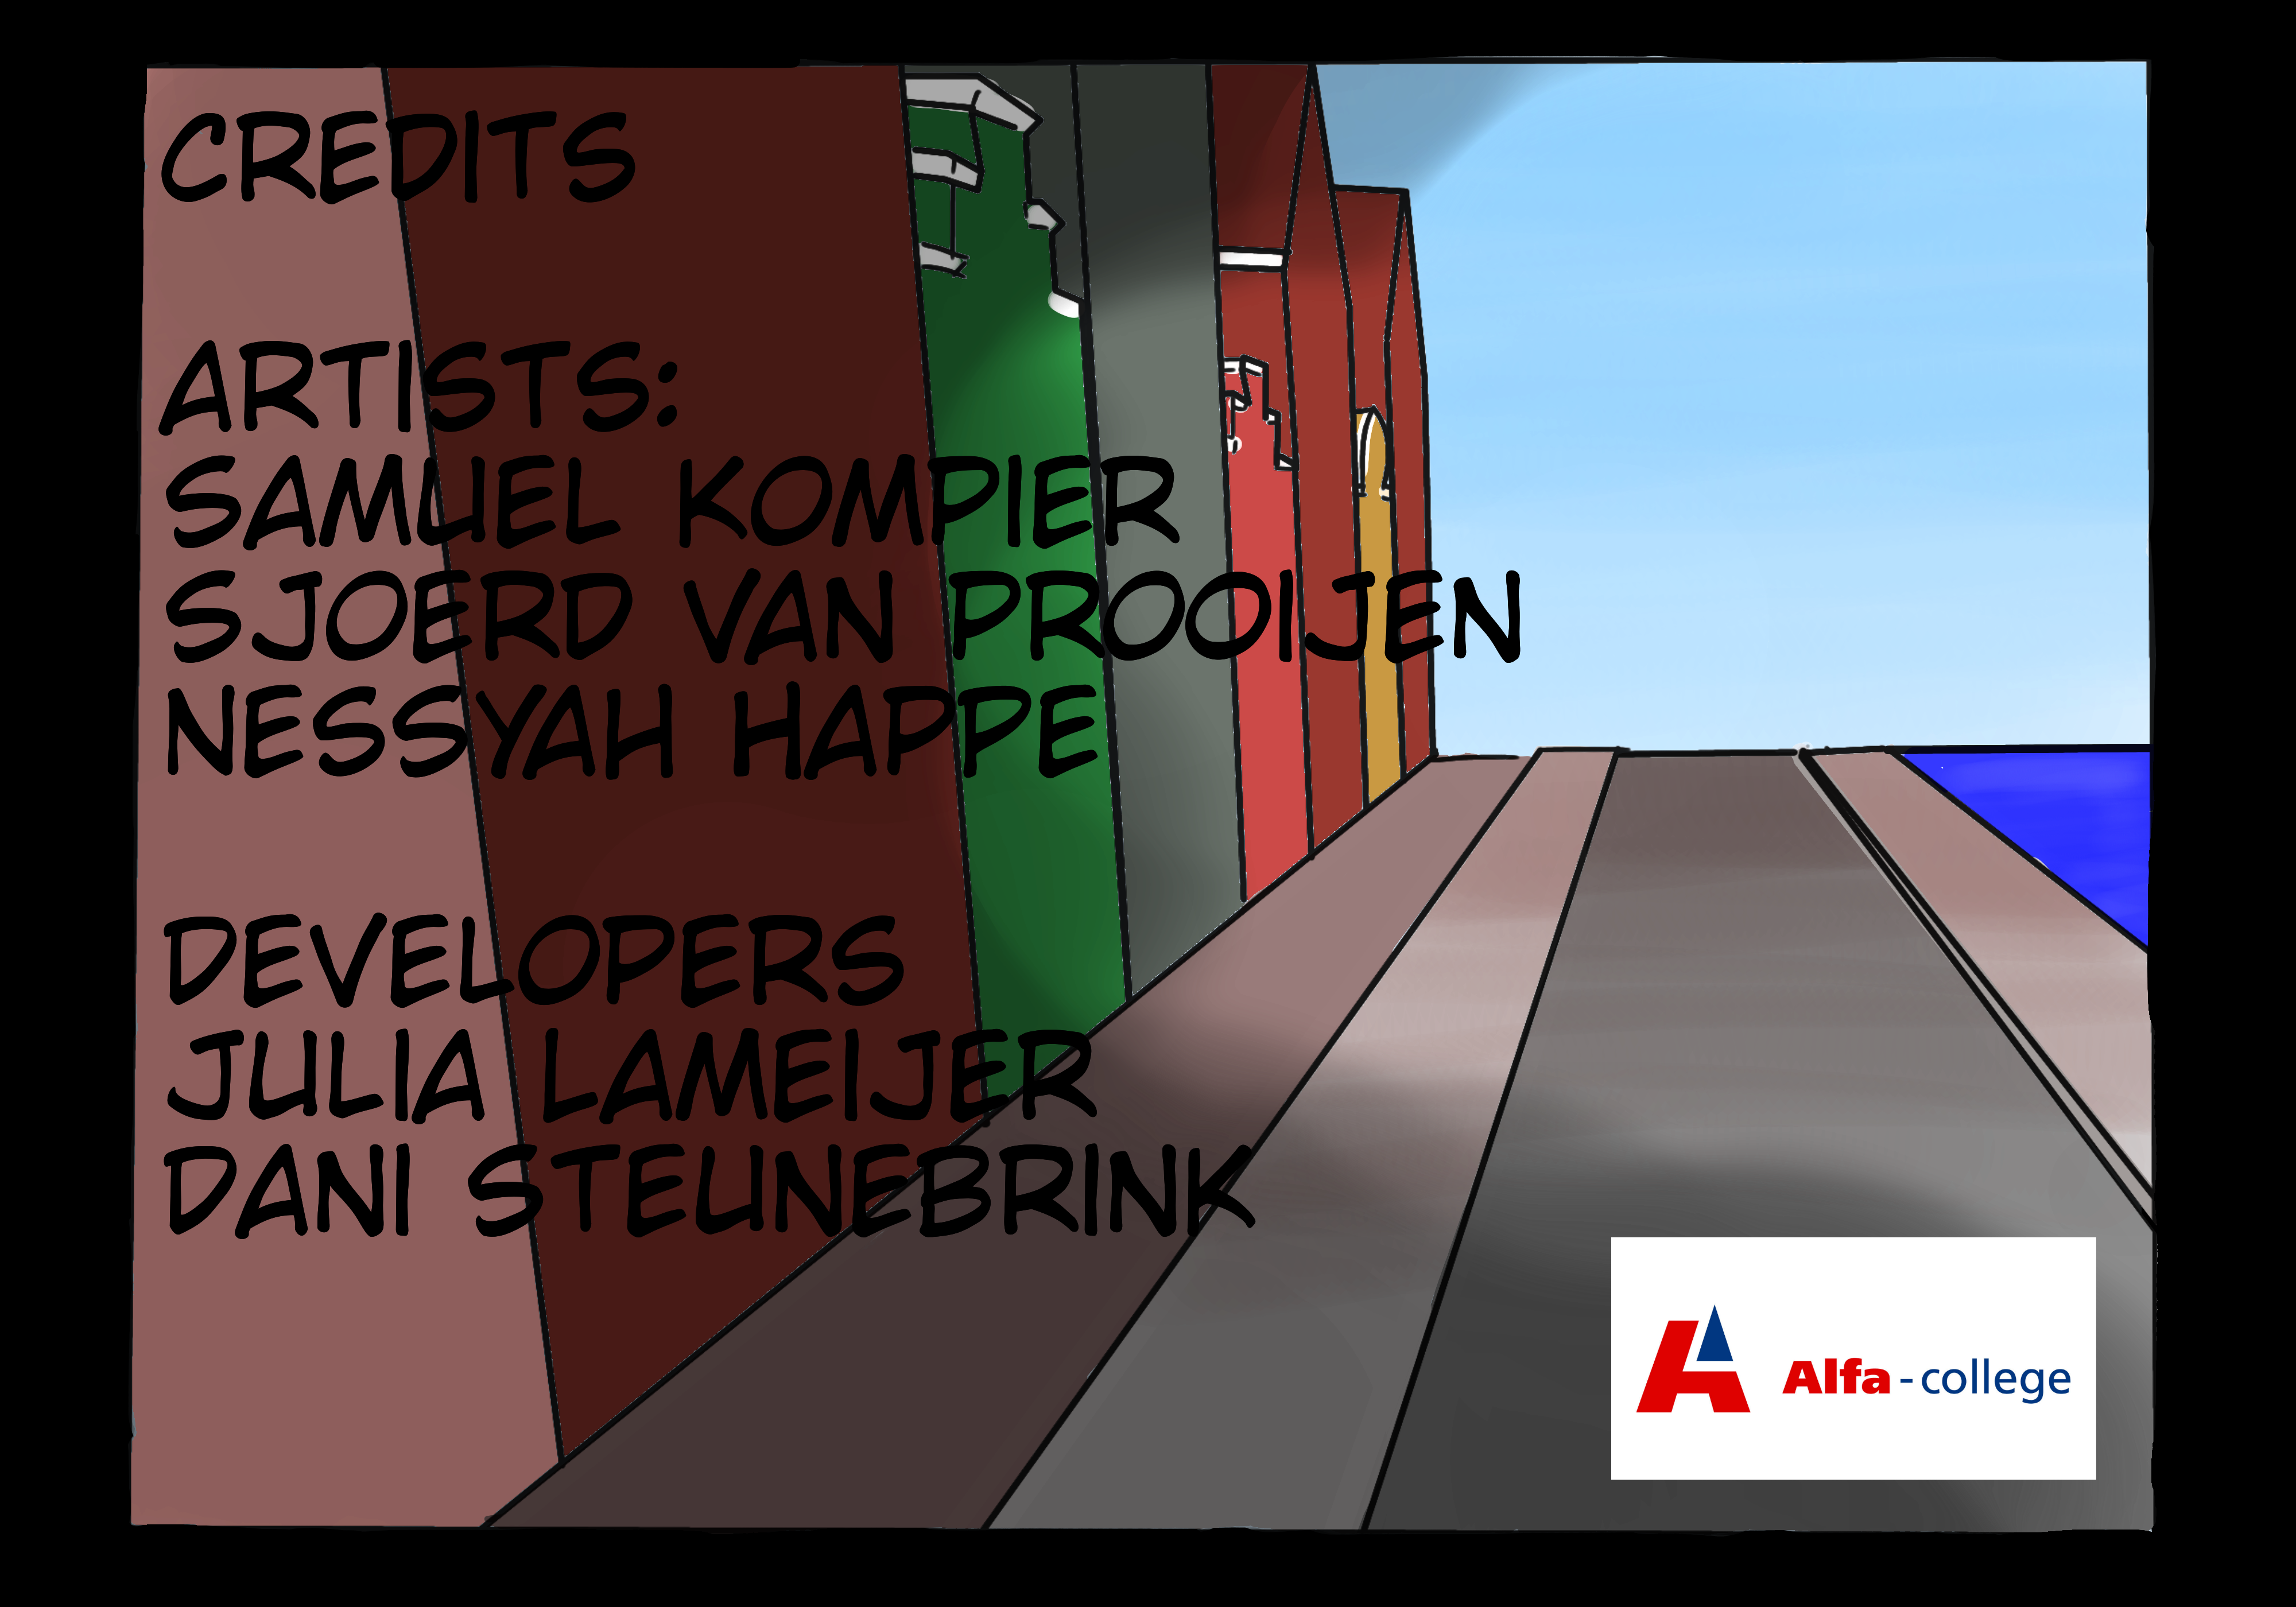 CREDITS
ARTISTS:
SAMUEL KOMPIER
SJOERD VAN PROOIJEN
NESSYAH HAPPE
DEVELOPERS
JULIA LAMEIJER
DANI STEUNEBRINK
Alfa-college